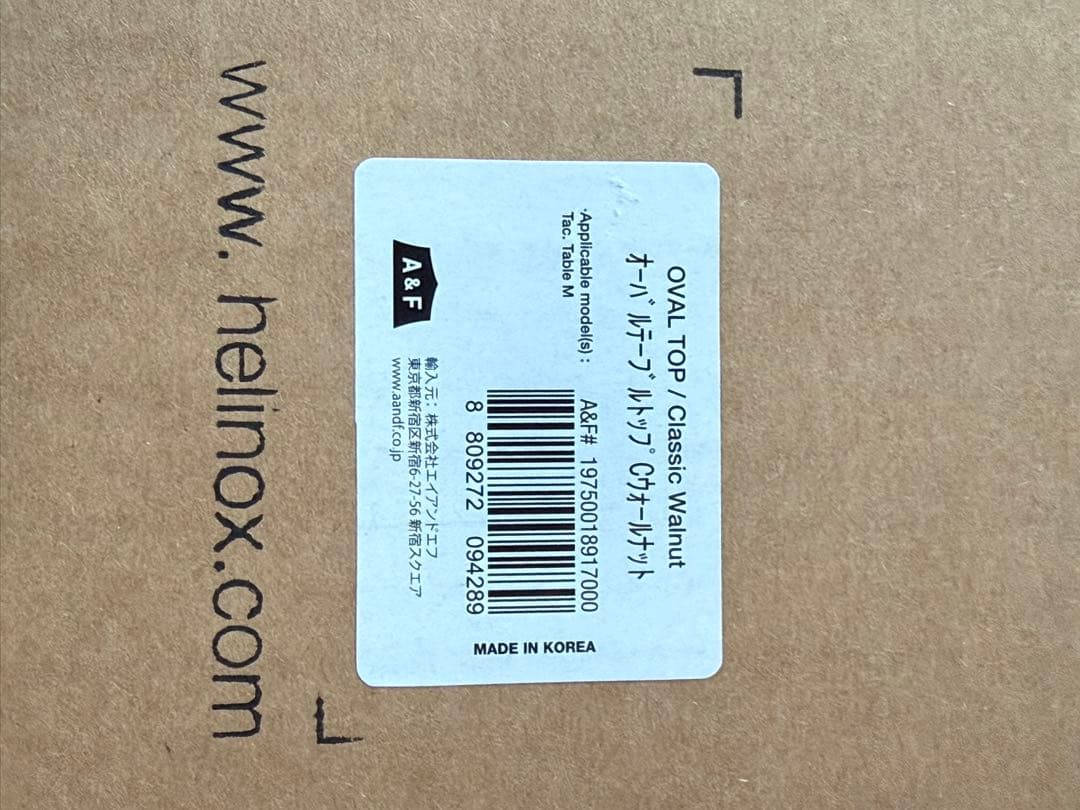 OVAL TOP / Classic Walnut
オーバルテーブルトップ Cウォールナット
·Applicable model(s) :
Tac. Table M
A&F# 19750018917000
8 809272 094289
MADE IN KOREA
A&F
輸入元：株式会社エイアンドエフ
東京都新宿区新宿6-27-56 新宿スクエア
www.aandf.co.jp
www.helinox.com